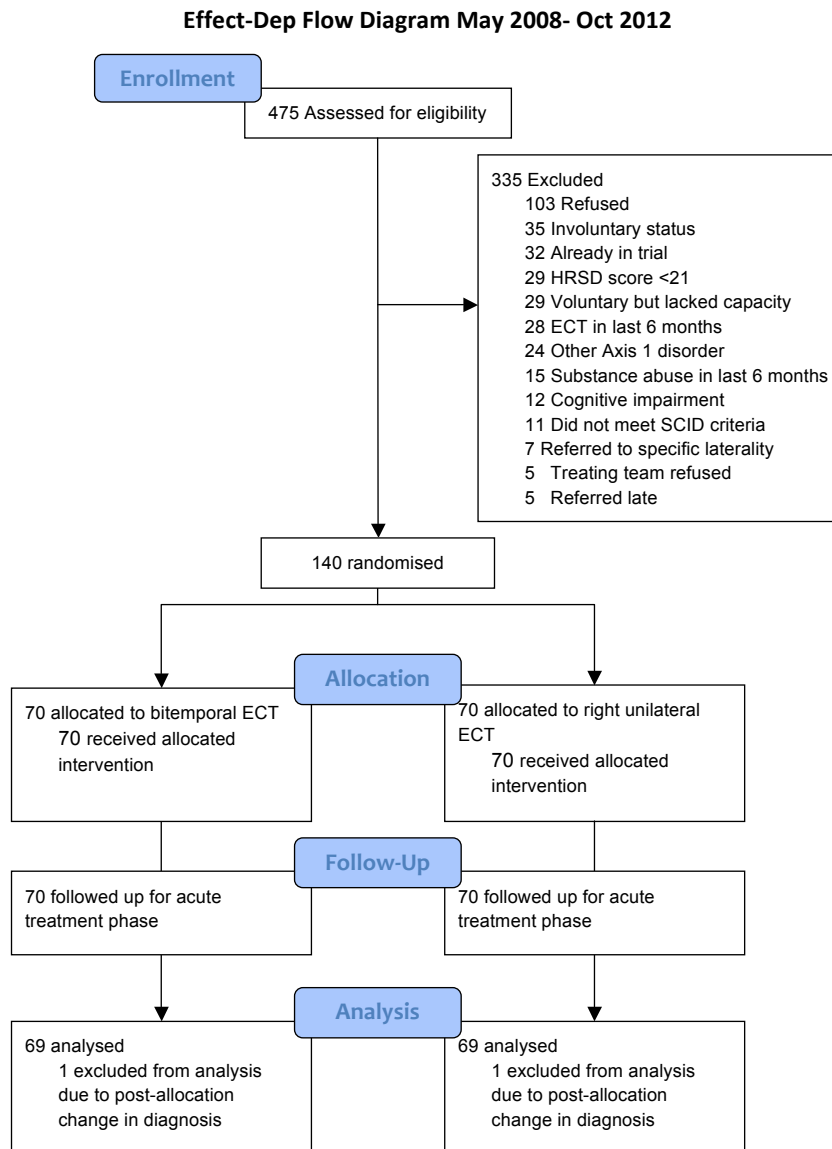 Effect-Dep Flow Diagram May 2008- Oct 2012
Enrollment
475 Assessed for eligibility
335 Excluded
103 Refused
35 Involuntary status
32 Already in trial
29 HRSD score <21
29 Voluntary but lacked capacity
28 ECT in last 6 months
24 Other Axis 1 disorder
15 Substance abuse in last 6 months
12 Cognitive impairment
11 Did not meet SCID criteria
7 Referred to specific laterality
5 Treating team refused
5 Referred late
140 randomised
Allocation
70 allocated to bitemporal ECT
70 received allocated
intervention
70 allocated to right unilateral
ECT
70 received allocated
intervention
Follow-Up
70 followed up for acute
treatment phase
70 followed up for acute
treatment phase
Analysis
69 analysed
1 excluded from analysis
due to post-allocation
change in diagnosis
69 analysed
1 excluded from analysis
due to post-allocation
change in diagnosis